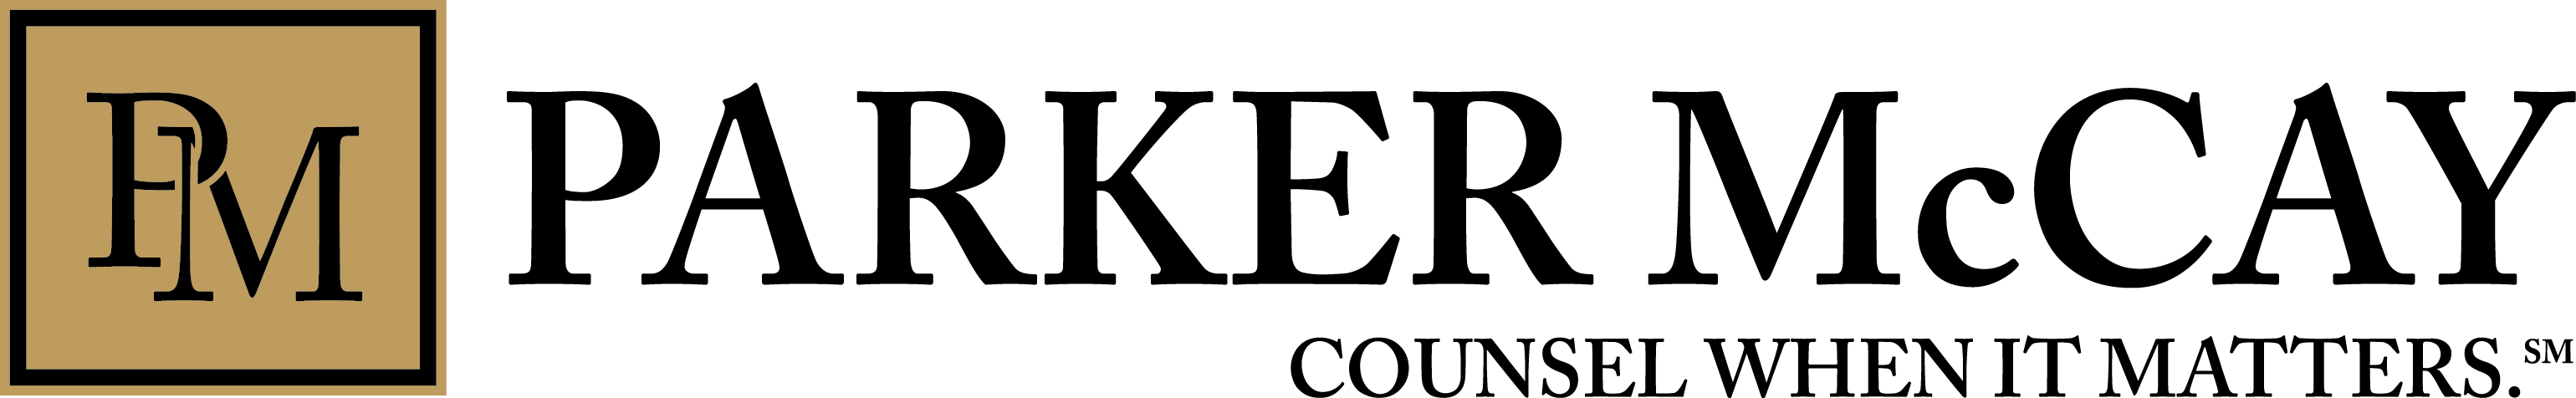 PM
PARKER McCAY
COUNSEL WHEN IT MATTERS.℠